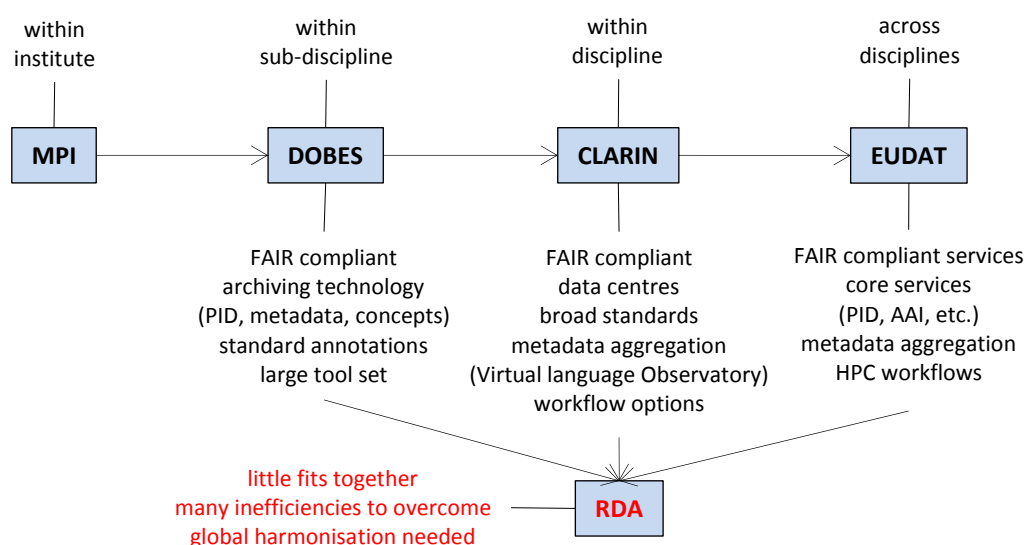 within
institute
within
sub-discipline
within
discipline
across
disciplines
MPI
DOBES
CLARIN
EUDAT
FAIR compliant
archiving technology
(PID, metadata, concepts)
standard annotations
large tool set
FAIR compliant
data centres
broad standards
metadata aggregation
(Virtual language Observatory)
workflow options
FAIR compliant services
core services
(PID, AAI, etc.)
metadata aggregation
HPC workflows
little fits together
many inefficiencies to overcome
global harmonisation needed
RDA